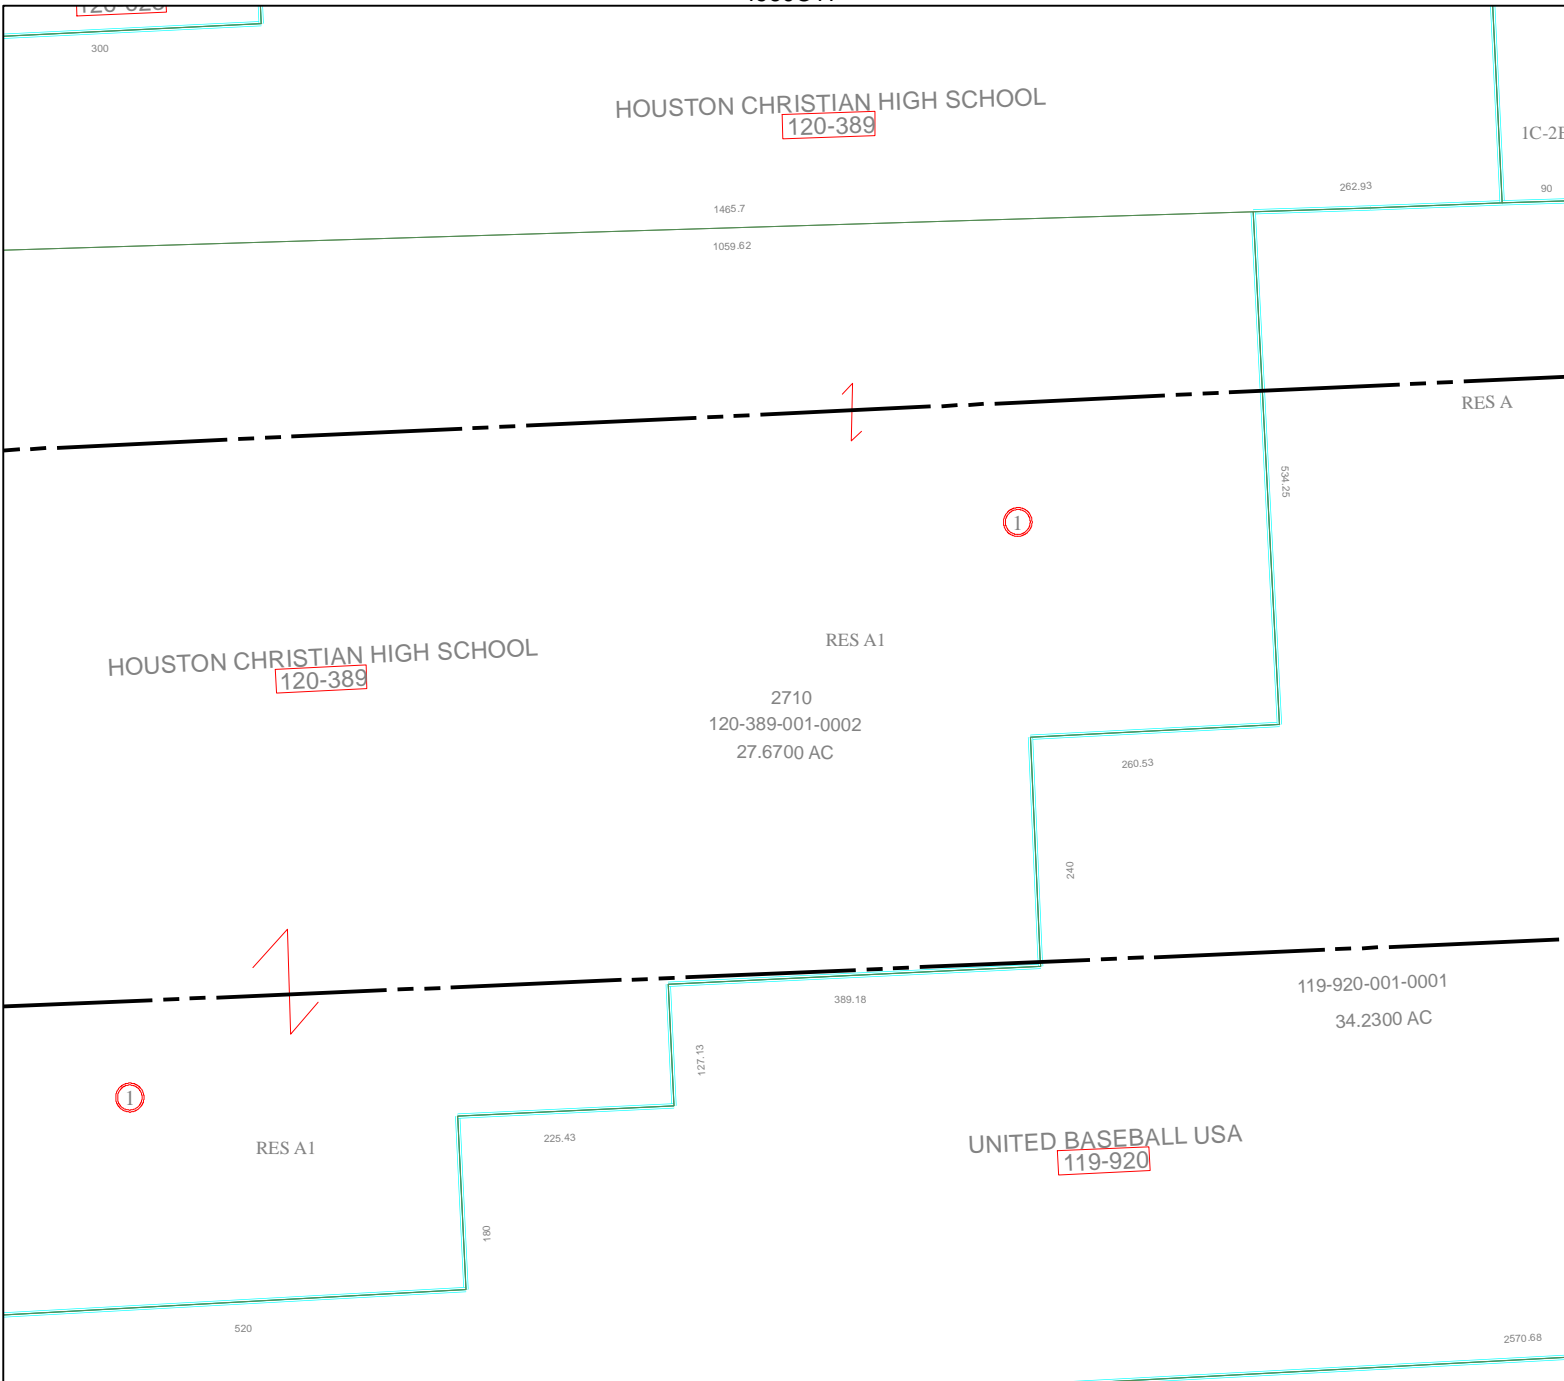 300
HOUSTON CHRISTIAN HIGH SCHOOL
120-389
262.93
90
1465.7
1059.62
RES A
534.25
1
RES A1
HOUSTON CHRISTIAN HIGH SCHOOL
120-389
2710
120-389-001-0002
27.6700 AC
260.53
240
119-920-001-0001
34.2300 AC
389.18
127.13
1
225.43
RES A1
UNITED BASEBALL USA
119-920
180
520
2570.68